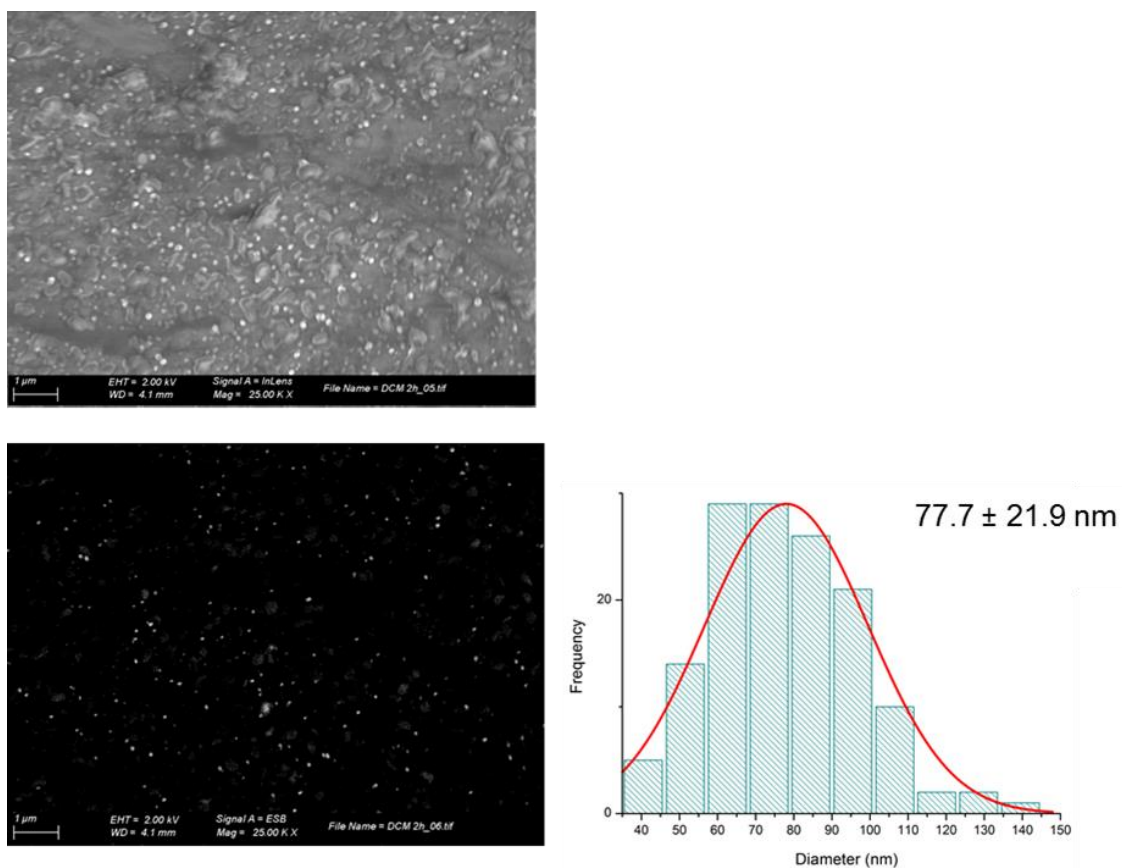 1 µm
EHT = 2.00 kV Signal A = InLens File Name = DCM 2h_05.tif
WD = 4.1 mm Mag = 25.00 K X
1 µm
EHT = 2.00 kV Signal A = ESB File Name = DCM 2h_06.tif
WD = 4.1 mm Mag = 25.00 K X
77.7 ± 21.9 nm
Frequency
20
0
40 50 60 70 80 90 100 110 120 130 140 150
Diameter (nm)